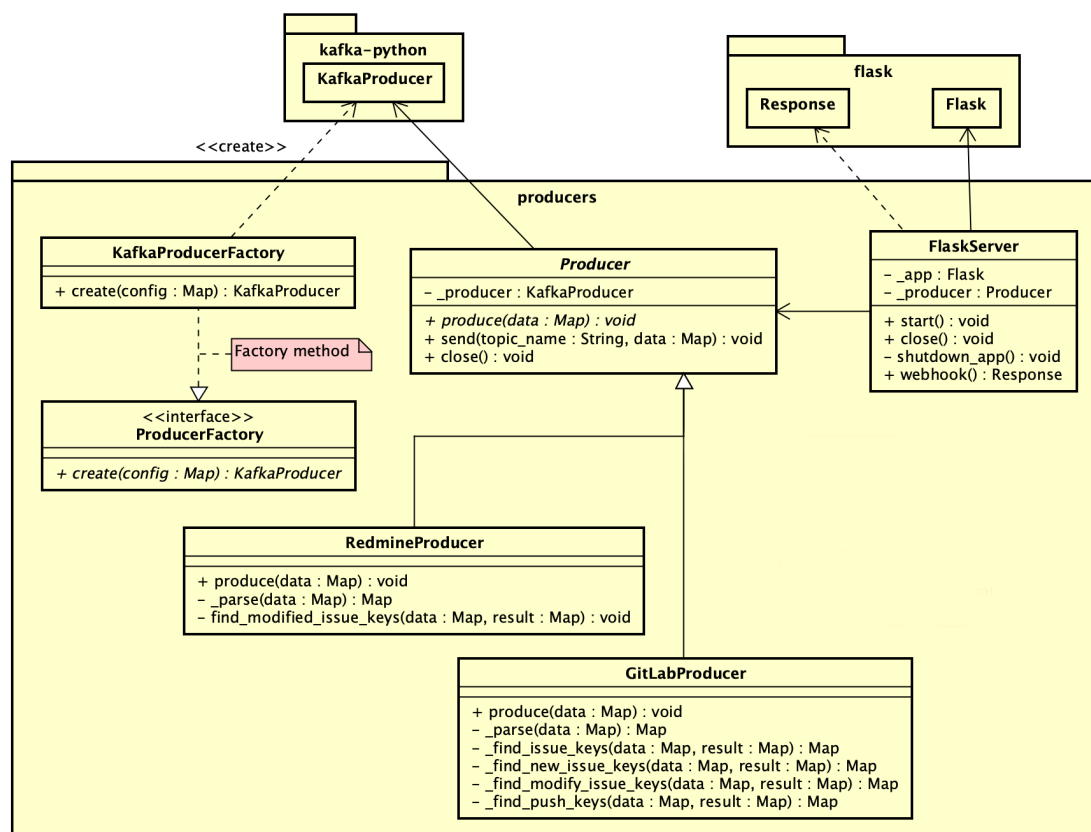 kafka-python
KafkaProducer
flask
Response
Flask
<<create>>
producers
KafkaProducerFactory
+ create(config : Map) : KafkaProducer
Factory method
<<interface>>
ProducerFactory
+ create(config : Map) : KafkaProducer
Producer
– _producer : KafkaProducer
+ produce(data : Map) : void
+ send(topic_name : String, data : Map) : void
+ close() : void
FlaskServer
– _app : Flask
– _producer : Producer
+ start() : void
+ close() : void
– shutdown_app() : void
+ webhook() : Response
RedmineProducer
+ produce(data : Map) : void
– _parse(data : Map) : Map
– find_modified_issue_keys(data : Map, result : Map) : void
GitLabProducer
+ produce(data : Map) : void
– _parse(data : Map) : Map
– _find_issue_keys(data : Map, result : Map) : Map
– _find_new_issue_keys(data : Map, result : Map) : Map
– _find_modify_issue_keys(data : Map, result : Map) : Map
– _find_push_keys(data : Map, result : Map) : Map